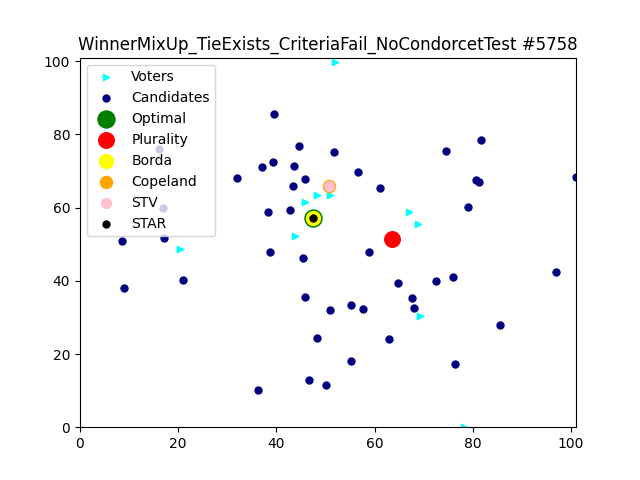 WinnerMixUp_TieExists_CriteriaFail_NoCondorcetTest #5758
100
80
60
40
20
0
0 20 40 60 80 100
Voters
Candidates
Optimal
Plurality
Borda
Copeland
STV
STAR